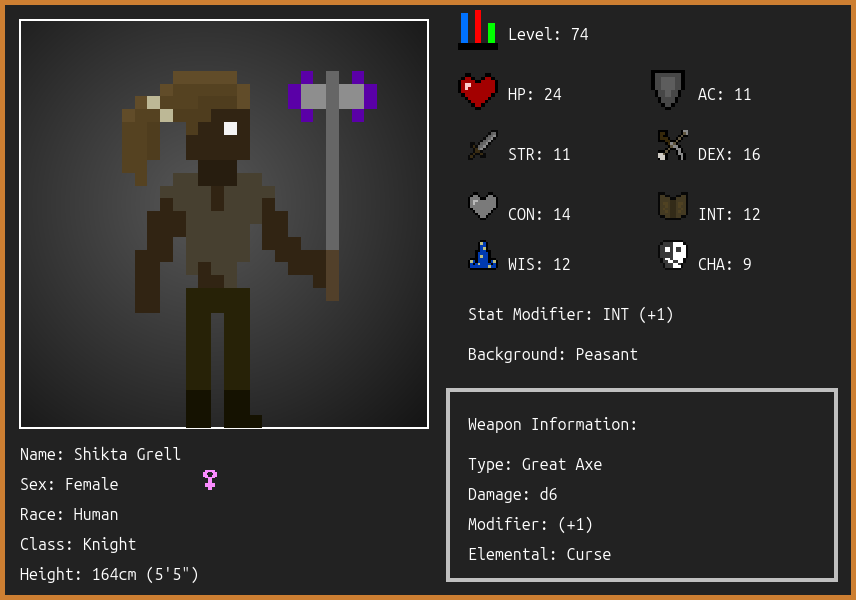 Level: 74
HP: 24
AC: 11
STR: 11
DEX: 16
CON: 14
INT: 12
WIS: 12
CHA: 9
Stat Modifier: INT (+1)
Background: Peasant
Weapon Information:
Type: Great Axe
Damage: d6
Modifier: (+1)
Elemental: Curse
Name: Shikta Grell
Sex: Female
Race: Human
Class: Knight
Height: 164cm (5'5")